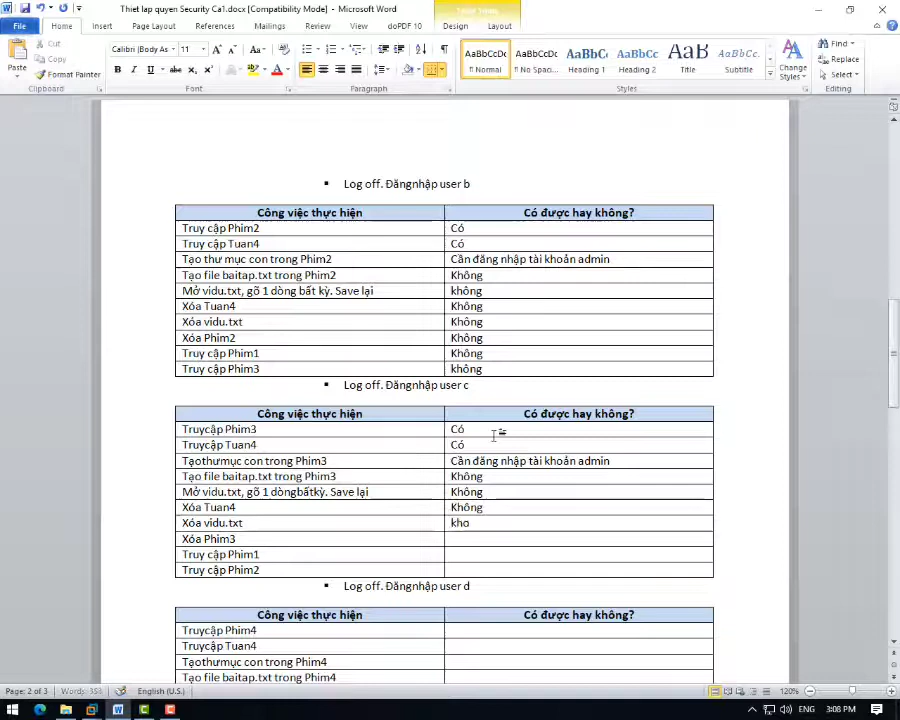 Thiet lap quyen Security Ca1.docx [Compatibility Mode] - Microsoft Word
File Home Insert Page Layout References Mailings Review View doPDF 10 Design Layout
Cut
Copy
Format Painter
Paste
Clipboard
Calibri (Body As 11
Font
Paragraph
AaBbCcDc AaBbCcDc AaBbCc AaBbCc AaB AaBbCc.
¶ Normal ¶ No Spac... Heading 1 Heading 2 Title Subtitle
Change Styles
Styles
Find
Replace
Select
Editing
▪ Log off. Đăngnhập user b
Công việc thực hiện Có được hay không?
Truy cập Phim2 Có
Truy cập Tuan4 Có
Tạo thư mục con trong Phim2 Cần đăng nhập tài khoản admin
Tạo file baitap.txt trong Phim2 Không
Mở vidu.txt, gõ 1 dòng bất kỳ. Save lại không
Xóa Tuan4 Không
Xóa vidu.txt Không
Xóa Phim2 Không
Truy cập Phim1 Không
Truy cập Phim3 không
▪ Log off. Đăngnhập user c
Công việc thực hiện Có được hay không?
Truycập Phim3 Có
Truycập Tuan4 Có
Tạothưmục con trong Phim3 Cần đăng nhập tài khoản admin
Tạo file baitap.txt trong Phim3 Không
Mở vidu.txt, gõ 1 dòngbấtkỳ. Save lại Không
Xóa Tuan4 Không
Xóa vidu.txt kho
Xóa Phim3
Truy cập Phim1
Truy cập Phim2
▪ Log off. Đăngnhập user d
Công việc thực hiện Có được hay không?
Truycập Phim4
Truycập Tuan4
Tạothưmục con trong Phim4
Tạo file baitap.txt trong Phim4
Page: 2 of 3 Words: 353 English (U.S.) 120%
ENG 3:08 PM